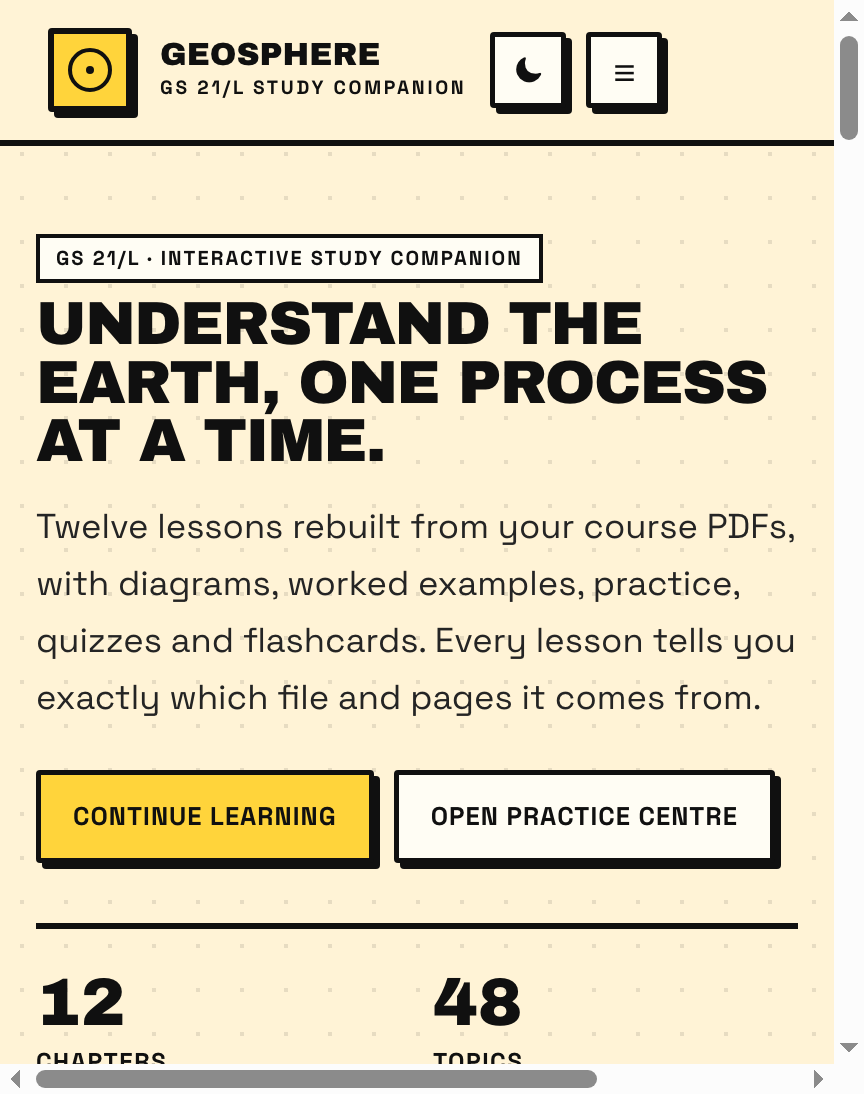 GEOSPHERE
GS 21/L STUDY COMPANION
GS 21/L · INTERACTIVE STUDY COMPANION
UNDERSTAND THE
EARTH, ONE PROCESS
AT A TIME.
Twelve lessons rebuilt from your course PDFs,
with diagrams, worked examples, practice,
quizzes and flashcards. Every lesson tells you
exactly which file and pages it comes from.
CONTINUE LEARNING
OPEN PRACTICE CENTRE
12
48
CHAPTERS
TOPICS